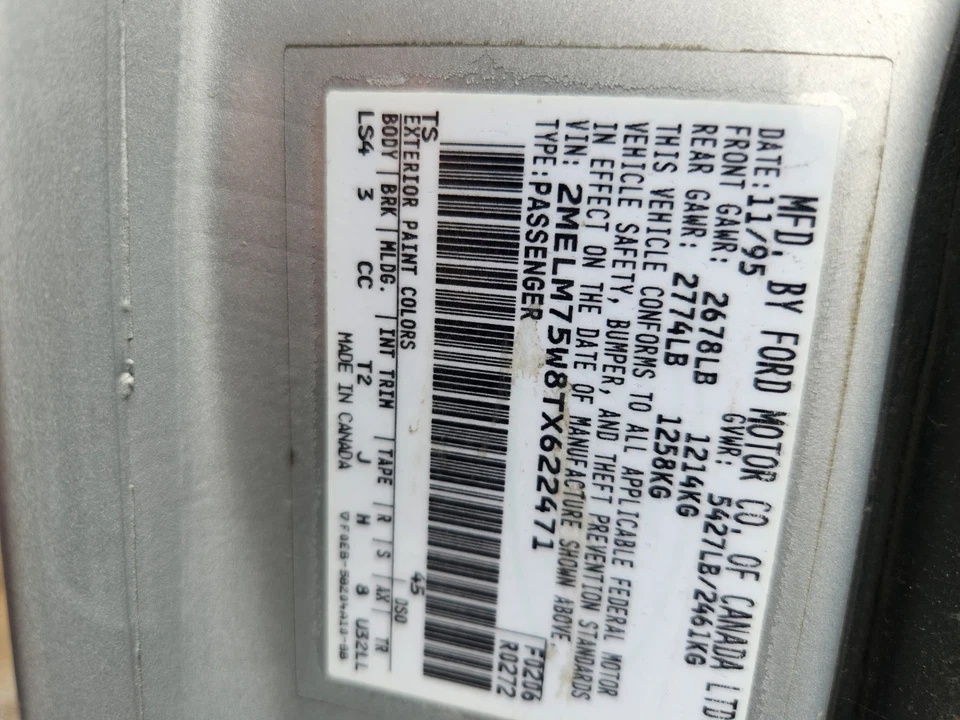 MFD. BY FORD MOTOR CO. OF CANADA LTD
DATE: 11/95 GVWR: 5427LB/2461KG
FRONT GAWR: 2678LB 1214KG
REAR GAWR: 2774LB 1258KG
THIS VEHICLE CONFORMS TO ALL APPLICABLE FEDERAL MOTOR
VEHICLE SAFETY, BUMPER, AND THEFT PREVENTION STANDARDS
IN EFFECT ON THE DATE OF MANUFACTURE SHOWN ABOVE.
VIN: 2MELM75W8TX622471
TYPE: PASSENGER
F0206
R0272
TS 45
EXTERIOR PAINT COLORS DSO
BODY BRK MLDG. INT TRIM TAPE R S AX TR
LS4 3 CC T2 J H 8 U32LL
MADE IN CANADA